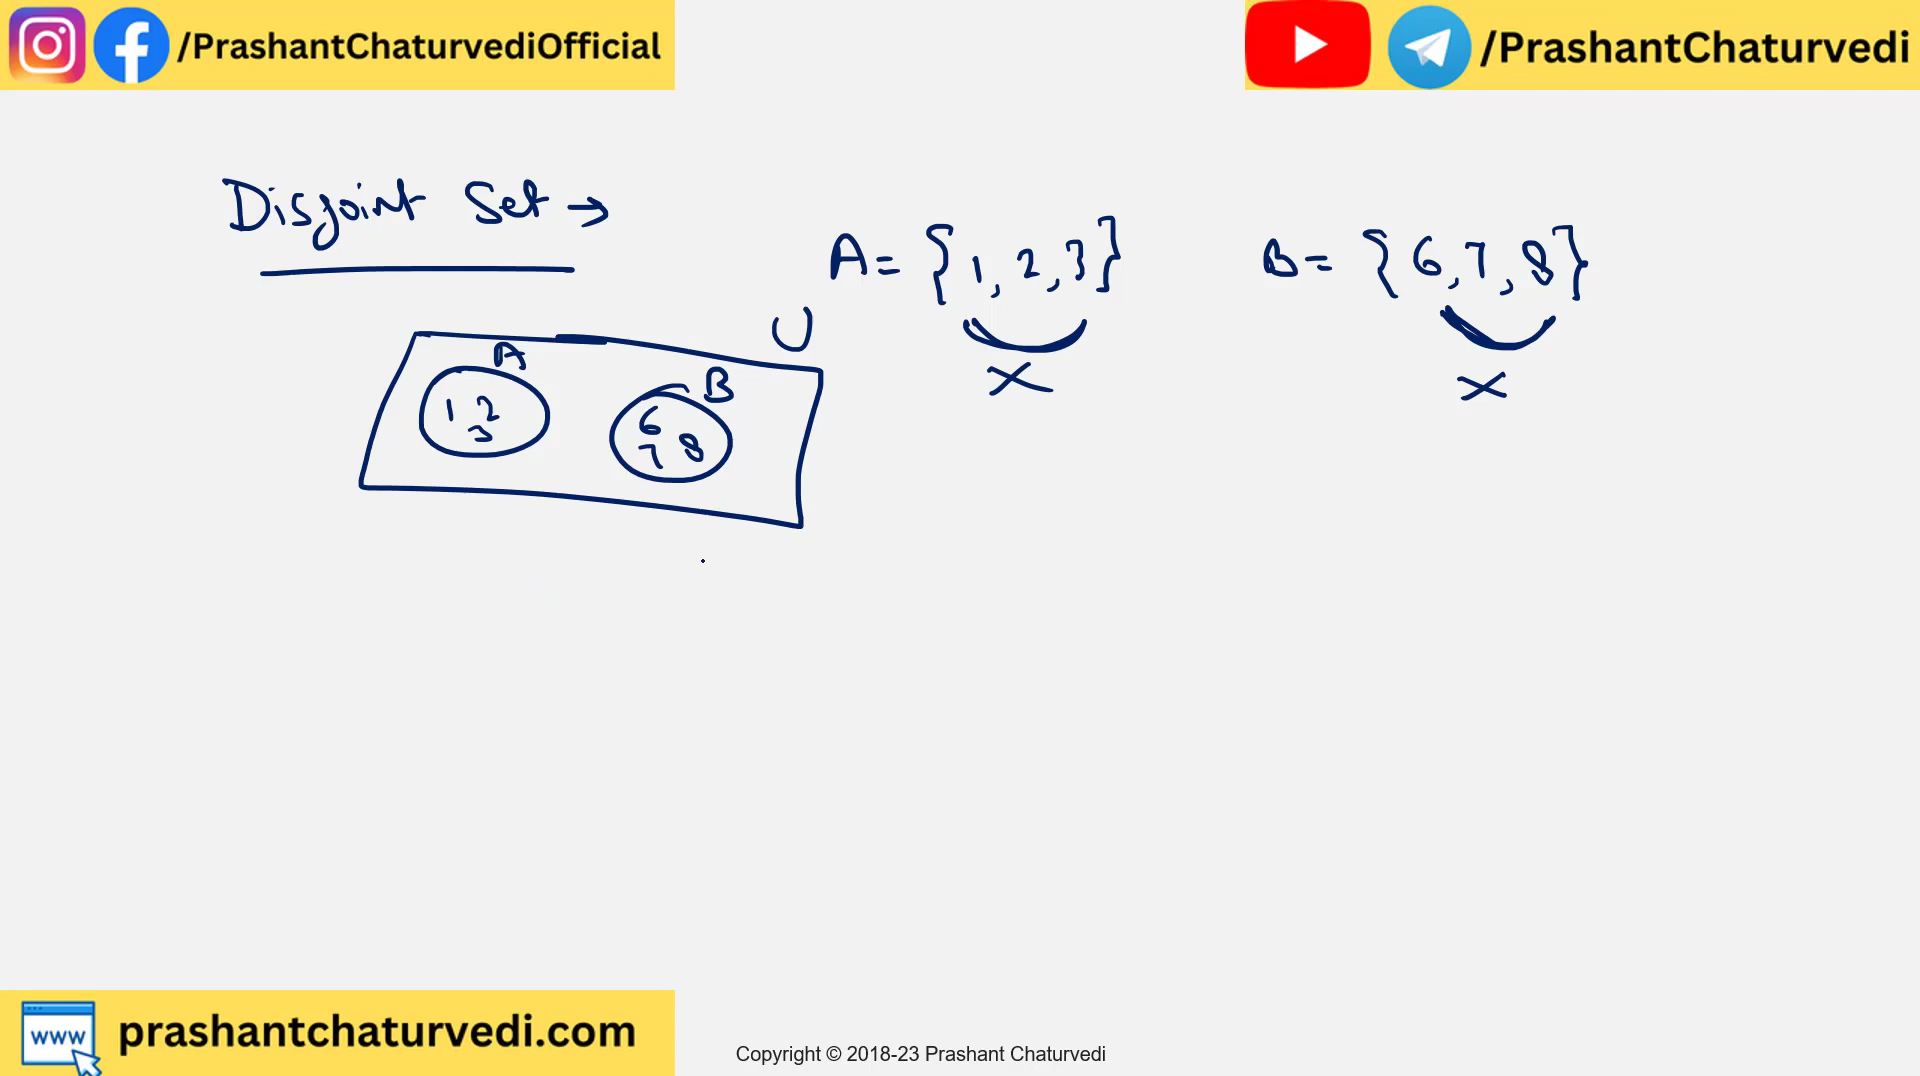 /PrashantChaturvediOfficial
/PrashantChaturvedi
Disjoint Set →
A = {1, 2, 3}
B = {6, 7, 8}
U
A
B
1 2
3
6
7 8
x
x
www
prashantchaturvedi.com
Copyright © 2018-23 Prashant Chaturvedi